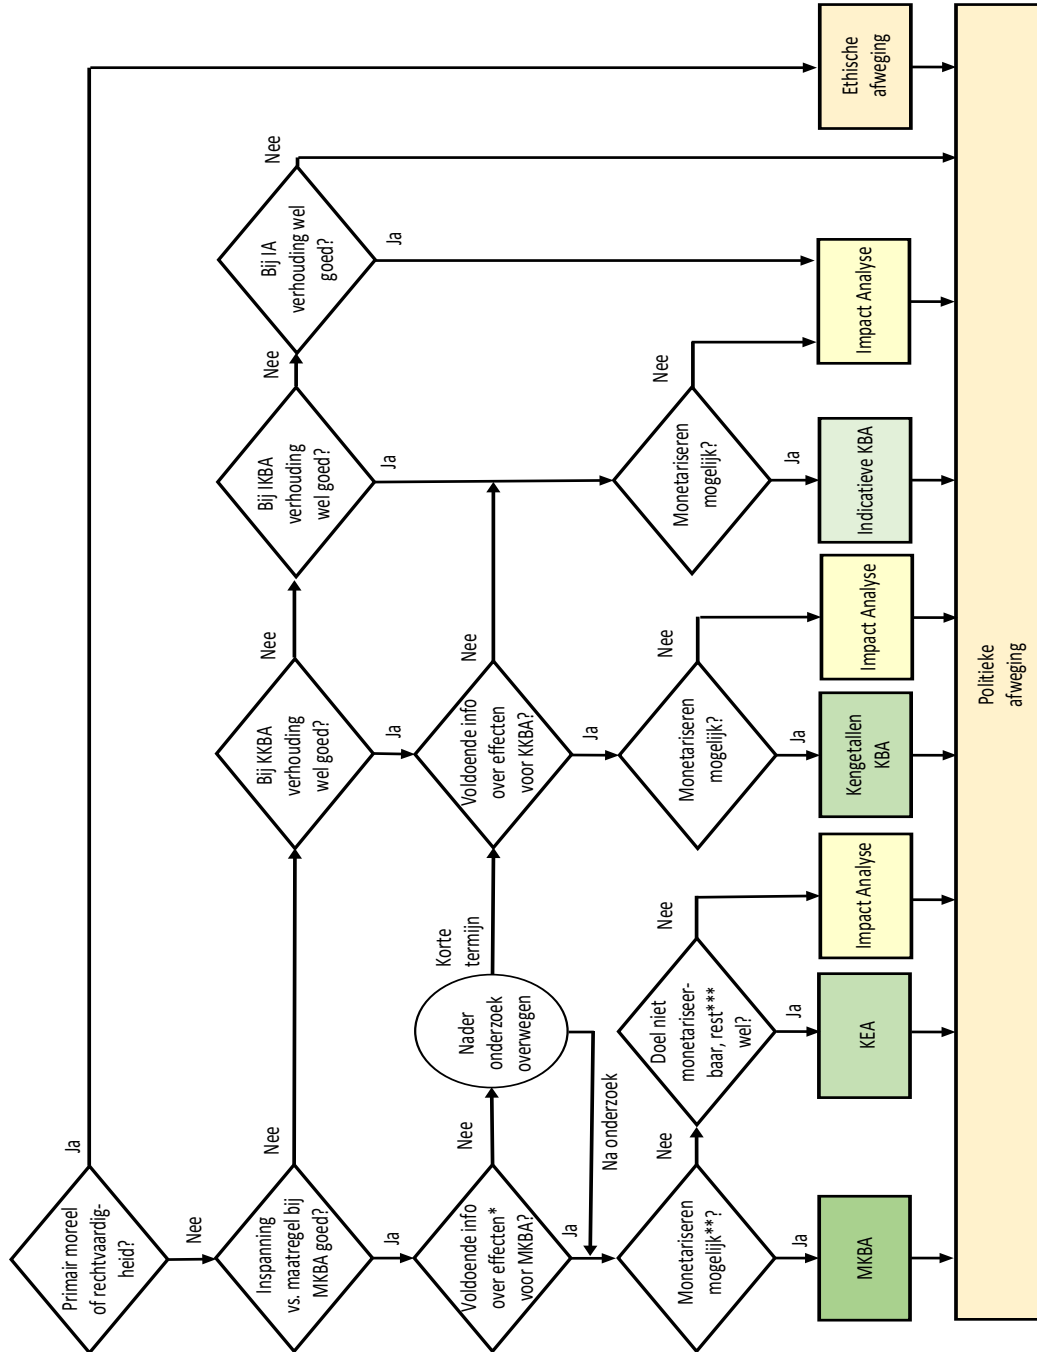 Primair moreel
of rechtvaardig-
heid?
Ja
Nee
Ethische
afweging
Inspanning
vs. maatregel bij
MKBA goed?
Nee
Ja
Bij KKBA
verhouding
wel goed?
Nee
Ja
Bij IKBA
verhouding
wel goed?
Nee
Ja
Bij IA
verhouding wel
goed?
Nee
Ja
Voldoende info
over effecten*
voor MKBA?
Nee
Ja
Nader
onderzoek
overwegen
Korte
termijn
Na onderzoek
Voldoende info
over effecten
voor KKBA?
Nee
Ja
Monetariseren
mogelijk**?
Nee
Ja
Doel niet
monetariseer-
baar, rest***
wel?
Nee
Ja
Monetariseren
mogelijk?
Nee
Ja
Monetariseren
mogelijk?
Nee
Ja
MKBA
KEA
Impact Analyse
Kengetallen
KBA
Impact Analyse
Indicatieve KBA
Impact Analyse
Politieke
afweging